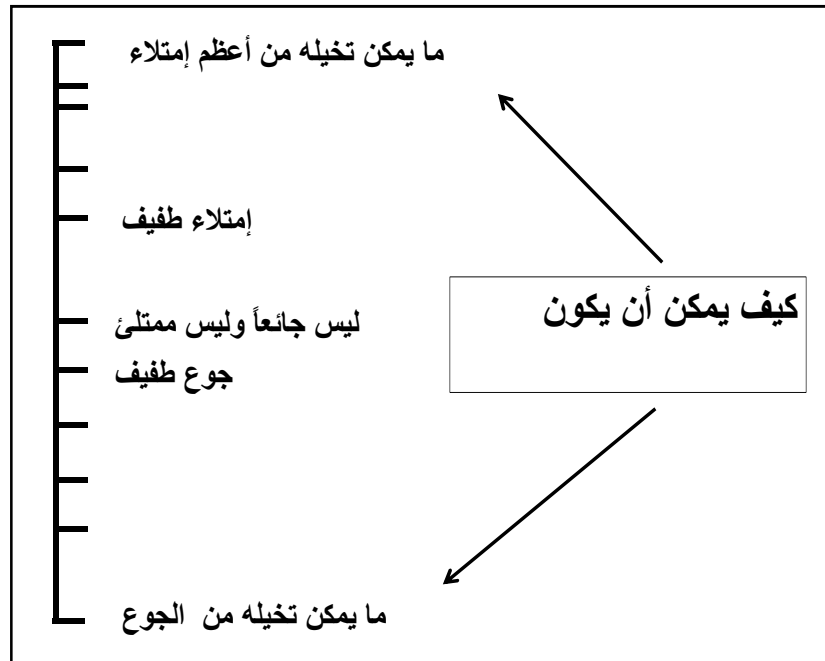 ما يمكن تخيله من أعظم إمتلاء
إمتلاء طفيف
كيف يمكن أن يكون
ليس جائعاً وليس ممتلئ
جوع طفيف
ما يمكن تخيله من الجوع